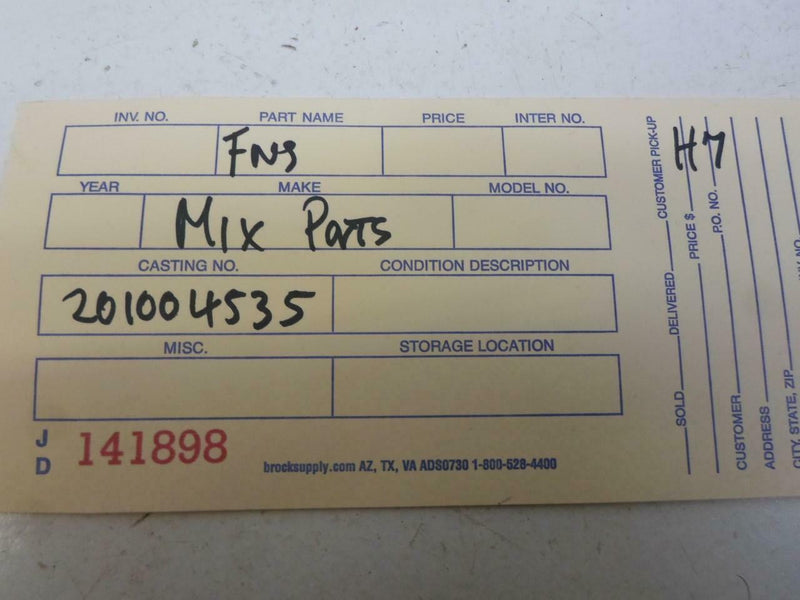 INV. NO. PART NAME PRICE INTER NO.
FNG
YEAR MAKE MODEL NO.
MIX Parts
CASTING NO. CONDITION DESCRIPTION
201004535
MISC. STORAGE LOCATION
J D 141898
brocksupply.com AZ, TX, VA ADS0730 1-800-528-4400
SOLD DELIVERED CUSTOMER PICK-UP
H7
PRICE $ P.O. NO.
CUSTOMER
ADDRESS
CITY, STATE, ZIP